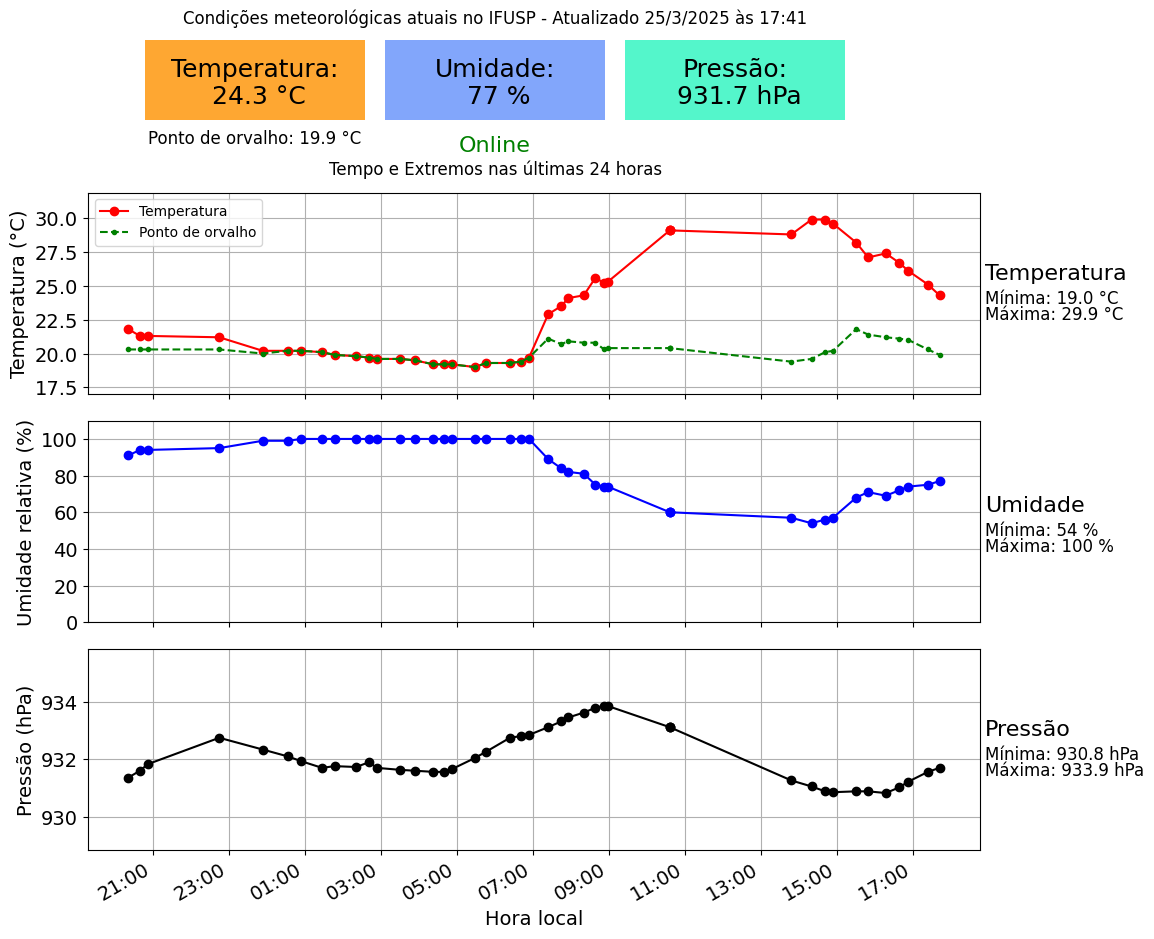 Condições meteorológicas atuais no IFUSP - Atualizado 25/3/2025 às 17:41
Temperatura:
24.3 °C
Umidade:
77 %
Pressão:
931.7 hPa
Ponto de orvalho: 19.9 °C
Online
Tempo e Extremos nas últimas 24 horas
Temperatura (°C)
30.0
27.5
25.0
22.5
20.0
17.5
Temperatura
Ponto de orvalho
Temperatura
Mínima: 19.0 °C
Máxima: 29.9 °C
Umidade relativa (%)
100
80
60
40
20
0
Umidade
Mínima: 54 %
Máxima: 100 %
Pressão (hPa)
934
932
930
Pressão
Mínima: 930.8 hPa
Máxima: 933.9 hPa
21:00 23:00 01:00 03:00 05:00 07:00 09:00 11:00 13:00 15:00 17:00
Hora local